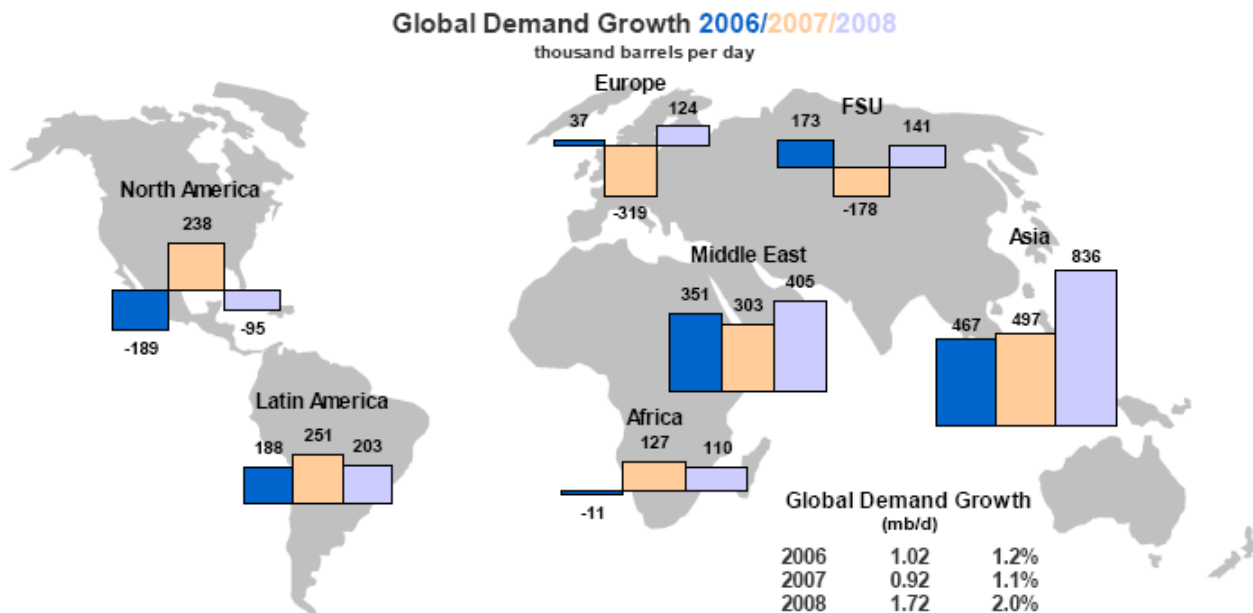 Global Demand Growth 2006/2007/2008
thousand barrels per day
Europe
37
124
-319
FSU
173
141
-178
North America
238
-189
-95
Asia
836
467
497
Middle East
351
303
405
Latin America
188
251
203
Africa
127
110
-11
Global Demand Growth
(mb/d)
2006 1.02 1.2%
2007 0.92 1.1%
2008 1.72 2.0%